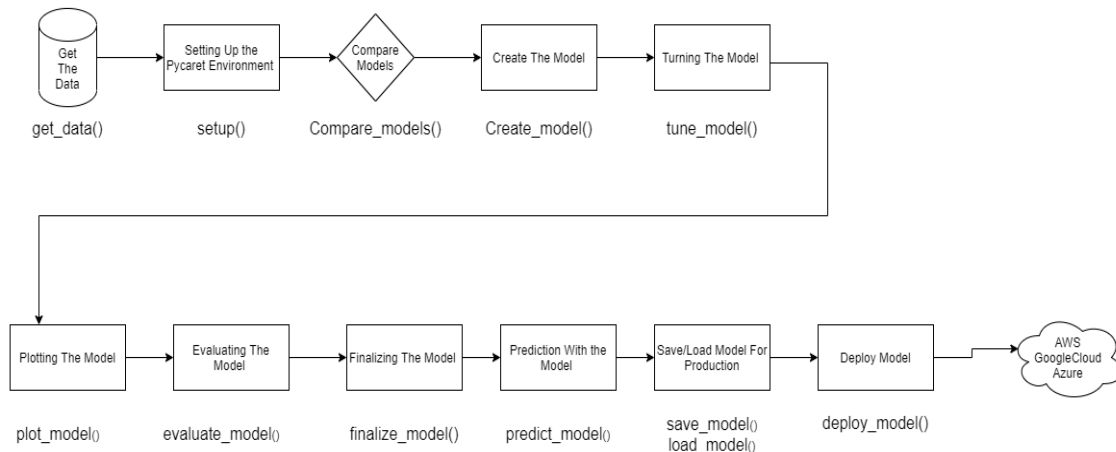 Get
The
Data
Setting Up the
Pycaret Environment
Compare
Models
Create The Model
Turning The Model
get_data()
setup()
Compare_models()
Create_model()
tune_model()
Plotting The Model
Evaluating The
Model
Finalizing The Model
Prediction With the
Model
Save/Load Model For
Production
Deploy Model
AWS
GoogleCloud
Azure
plot_model()
evaluate_model()
finalize_model()
predict_model()
save_model()
load_model()
deploy_model()